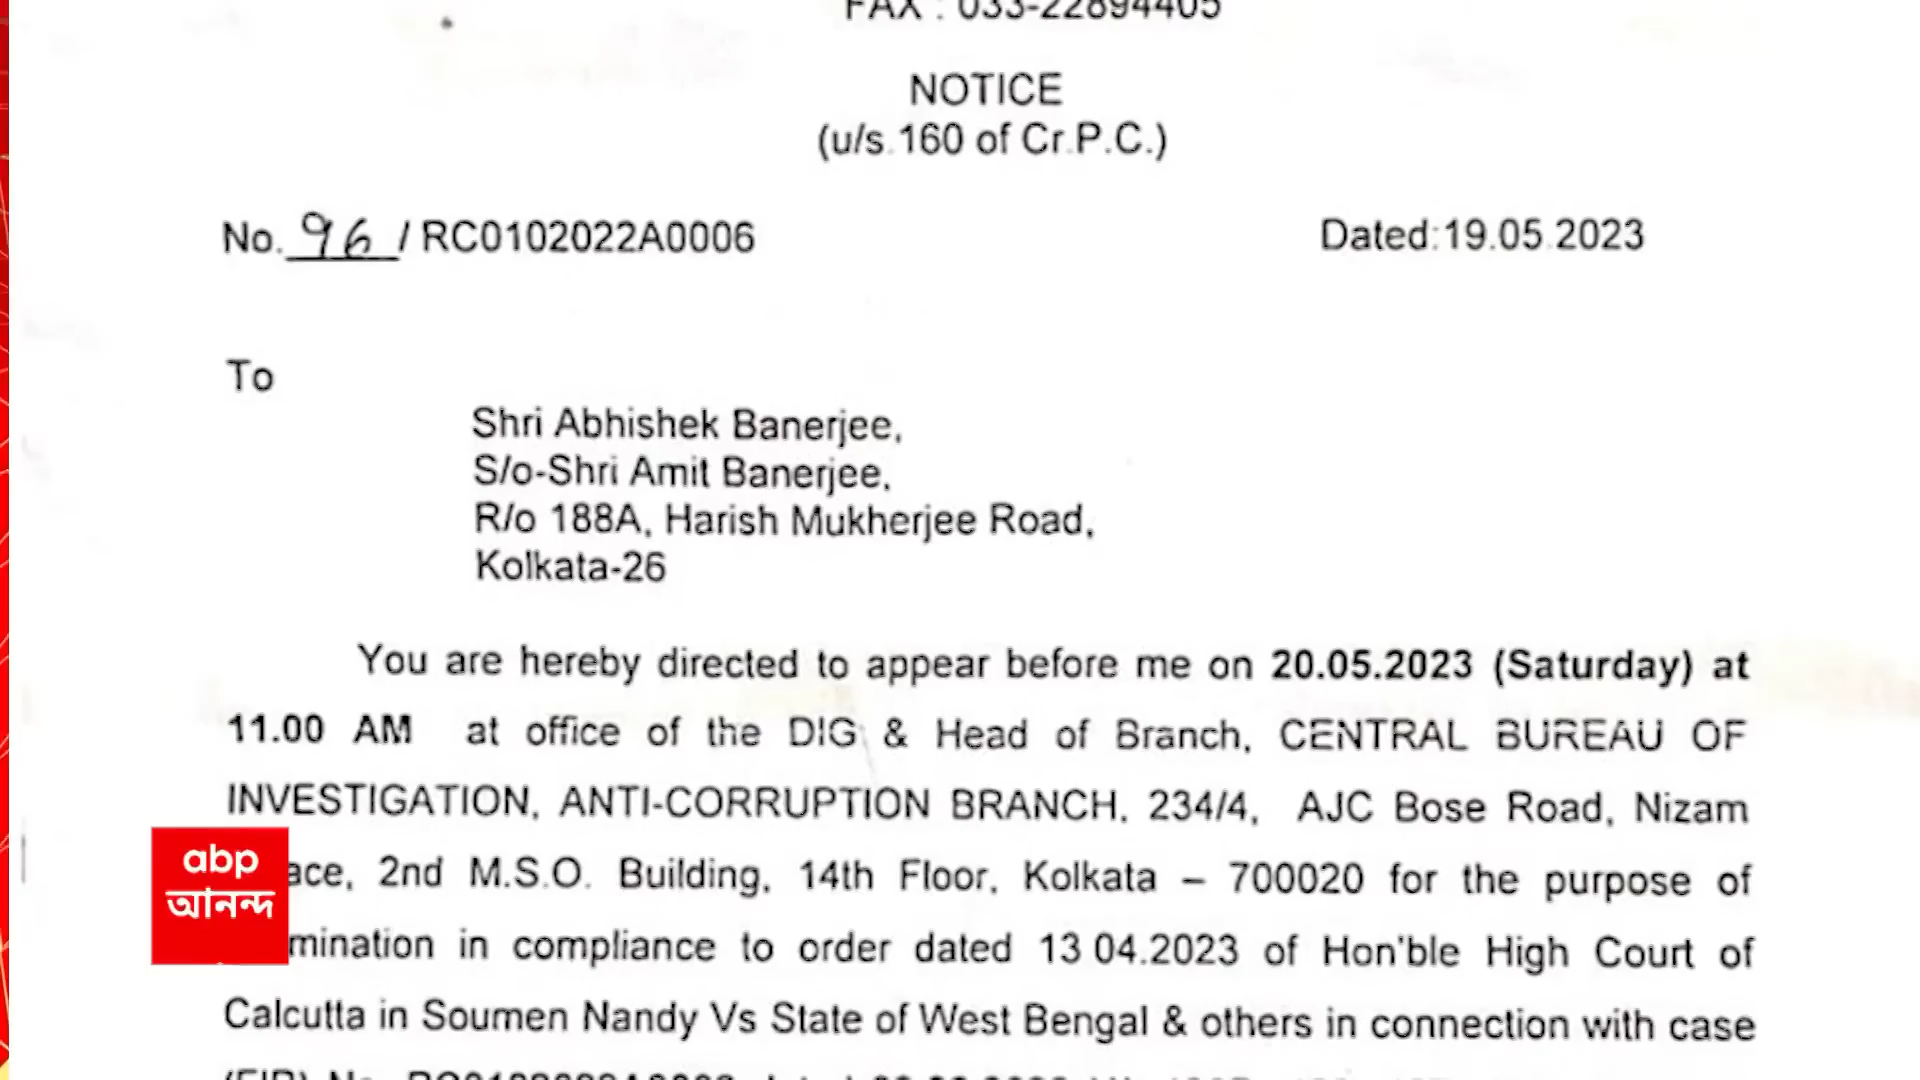 FAX : 033-22894405
NOTICE
(u/s.160 of Cr.P.C.)
No. 96 / RC0102022A0006
Dated:19.05.2023
To
Shri Abhishek Banerjee,
S/o-Shri Amit Banerjee,
R/o 188A, Harish Mukherjee Road,
Kolkata-26
You are hereby directed to appear before me on 20.05.2023 (Saturday) at
11.00 AM at office of the DIG & Head of Branch, CENTRAL BUREAU OF
INVESTIGATION, ANTI-CORRUPTION BRANCH, 234/4, AJC Bose Road, Nizam
ace, 2nd M.S.O. Building, 14th Floor, Kolkata – 700020 for the purpose of
mination in compliance to order dated 13.04.2023 of Hon'ble High Court of
Calcutta in Soumen Nandy Vs State of West Bengal & others in connection with case
abp
আনন্দ